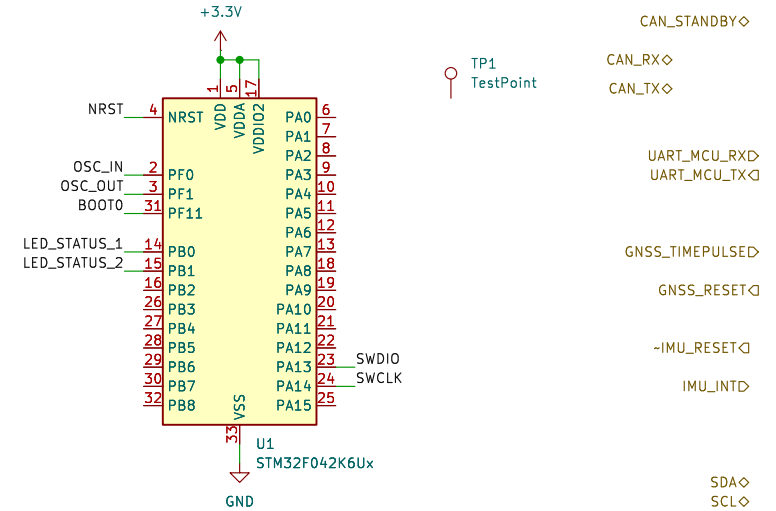 +3.3V
CAN_STANDBY
CAN_RX
TP1
TestPoint
CAN_TX
1 5 17
NRST 4 NRST VDD VDDA VDDIO2 PA0 6
PA1 7
PA2 8
UART_MCU_RX
OSC_IN 2 PF0 PA3 9
UART_MCU_TX
OSC_OUT 3 PF1 PA4 10
BOOT0 31 PF11 PA5 11
PA6 12
LED_STATUS_1 14 PB0 PA7 13
GNSS_TIMEPULSE
LED_STATUS_2 15 PB1 PA8 18
16 PB2 PA9 19
GNSS_RESET
26 PB3 PA10 20
27 PB4 PA11 21
28 PB5 PA12 22
~IMU_RESET
29 PB6 PA13 23 SWDIO
30 PB7 PA14 24 SWCLK
IMU_INT
32 PB8 VSS PA15 25
33
U1
STM32F042K6Ux
SDA
GND
SCL